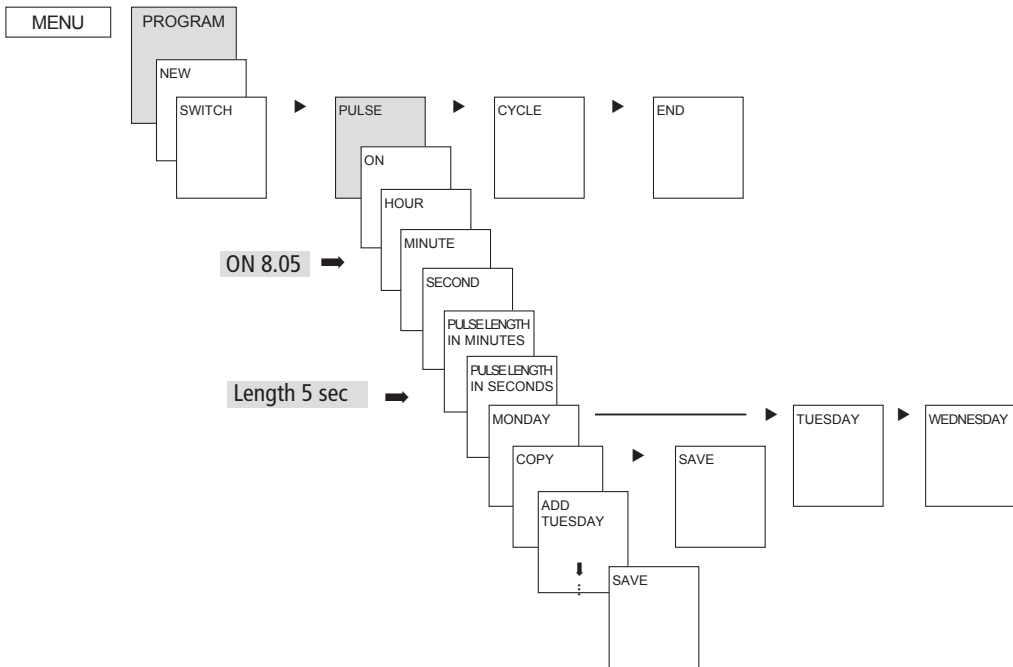 MENU
PROGRAM
NEW
SWITCH
PULSE
CYCLE
END
ON
HOUR
MINUTE
ON 8.05
SECOND
PULSE LENGTH
IN MINUTES
PULSE LENGTH
IN SECONDS
Length 5 sec
MONDAY
TUESDAY
WEDNESDAY
COPY
SAVE
ADD
TUESDAY
SAVE